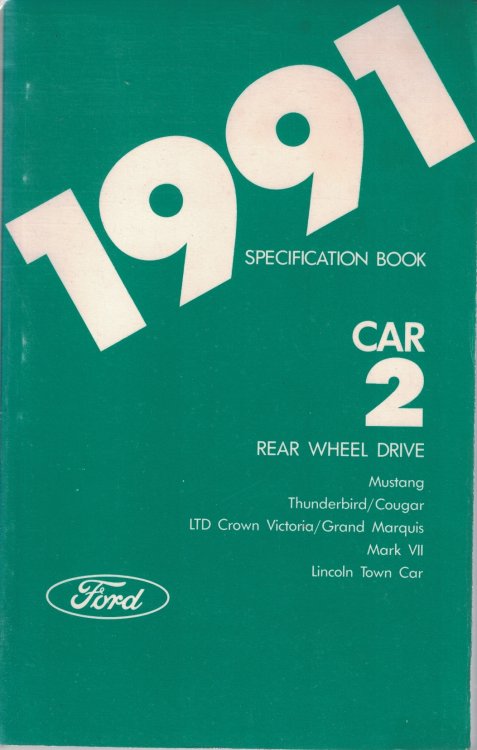 1991
SPECIFICATION BOOK
CAR
2
REAR WHEEL DRIVE
Mustang
Thunderbird/Cougar
LTD Crown Victoria/Grand Marquis
Mark VII
Lincoln Town Car
Ford